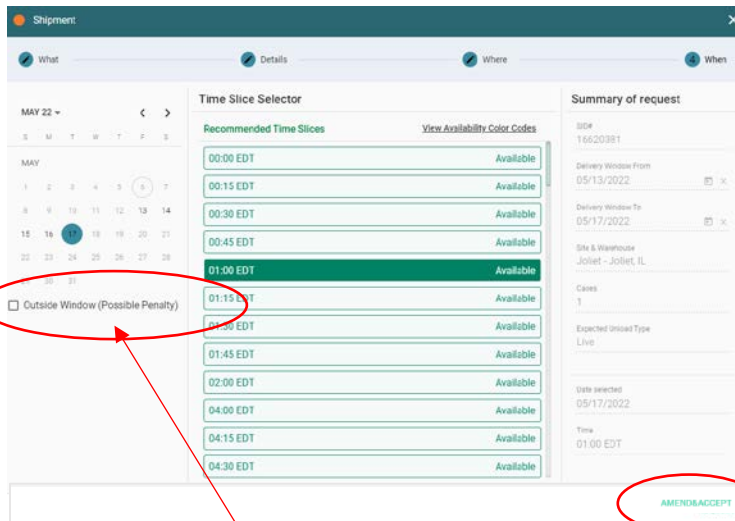 Shipment
What
Details
Where
4 When
MAY 22
S M T W T F S
MAY
1 2 3 4 5 6 7
8 9 10 11 12 13 14
15 16 17 18 19 20 21
22 23 24 25 26 27 28
29 30 31
Outside Window (Possible Penalty)
Time Slice Selector
Recommended Time Slices View Availability Color Codes
00:00 EDT Available
00:15 EDT Available
00:30 EDT Available
00:45 EDT Available
01:00 EDT Available
01:15 EDT Available
01:30 EDT Available
01:45 EDT Available
02:00 EDT Available
04:00 EDT Available
04:15 EDT Available
04:30 EDT Available
Summary of request
SID#
16620381
Delivery Window From
05/13/2022
Delivery Window To
05/17/2022
Site & Warehouse
Joliet - Joliet, IL
Cases
1
Expected Unload Type
Live
Date selected
05/17/2022
Time
01:00 EDT
AMEND&ACCEPT